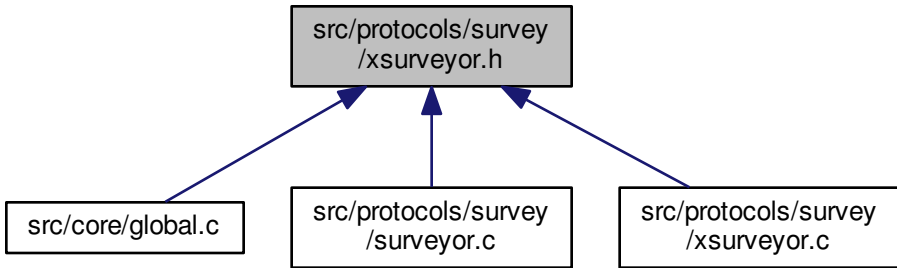 src/protocols/survey
/xsurveyor.h
src/core/global.c
src/protocols/survey
/surveyor.c
src/protocols/survey
/xsurveyor.c